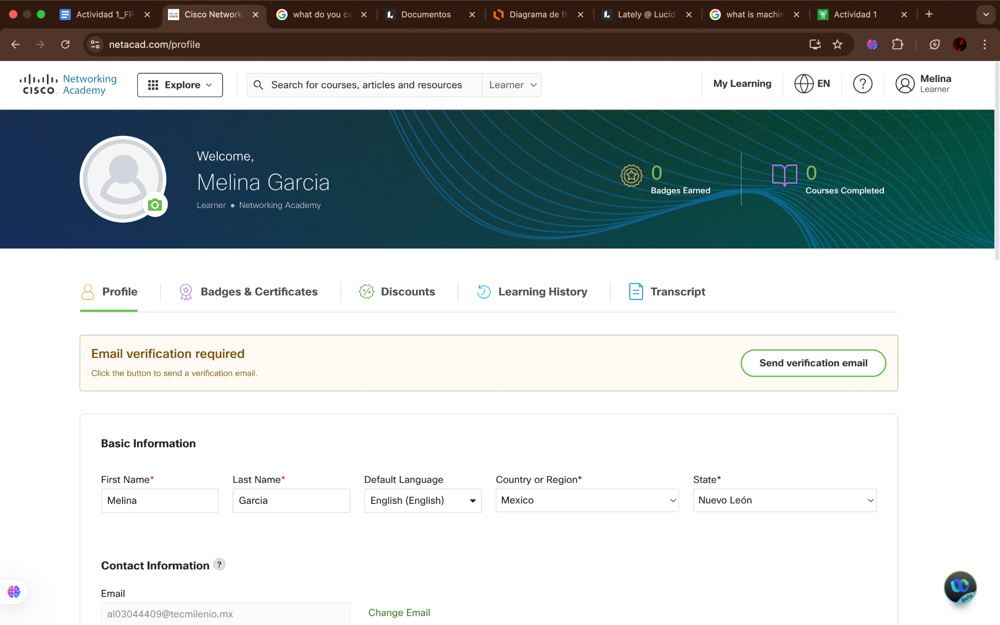 Actividad 1_FP
Cisco Networki
what do you ca
Documentos
Diagrama de flu
Lately @ Lucid
what is machin
Actividad 1
netacad.com/profile
CISCO
Networking
Academy
Explore
Search for courses, articles and resources
Learner
My Learning
EN
?
Melina
Learner
Welcome,
Melina Garcia
Learner • Networking Academy
0
Badges Earned
0
Courses Completed
Profile
Badges & Certificates
Discounts
Learning History
Transcript
Email verification required
Click the button to send a verification email.
Send verification email
Basic Information
First Name*
Last Name*
Default Language
Country or Region*
State*
Melina
Garcia
English (English)
Mexico
Nuevo León
Contact Information ?
Email
al03044409@tecmilenio.mx
Change Email
Beta